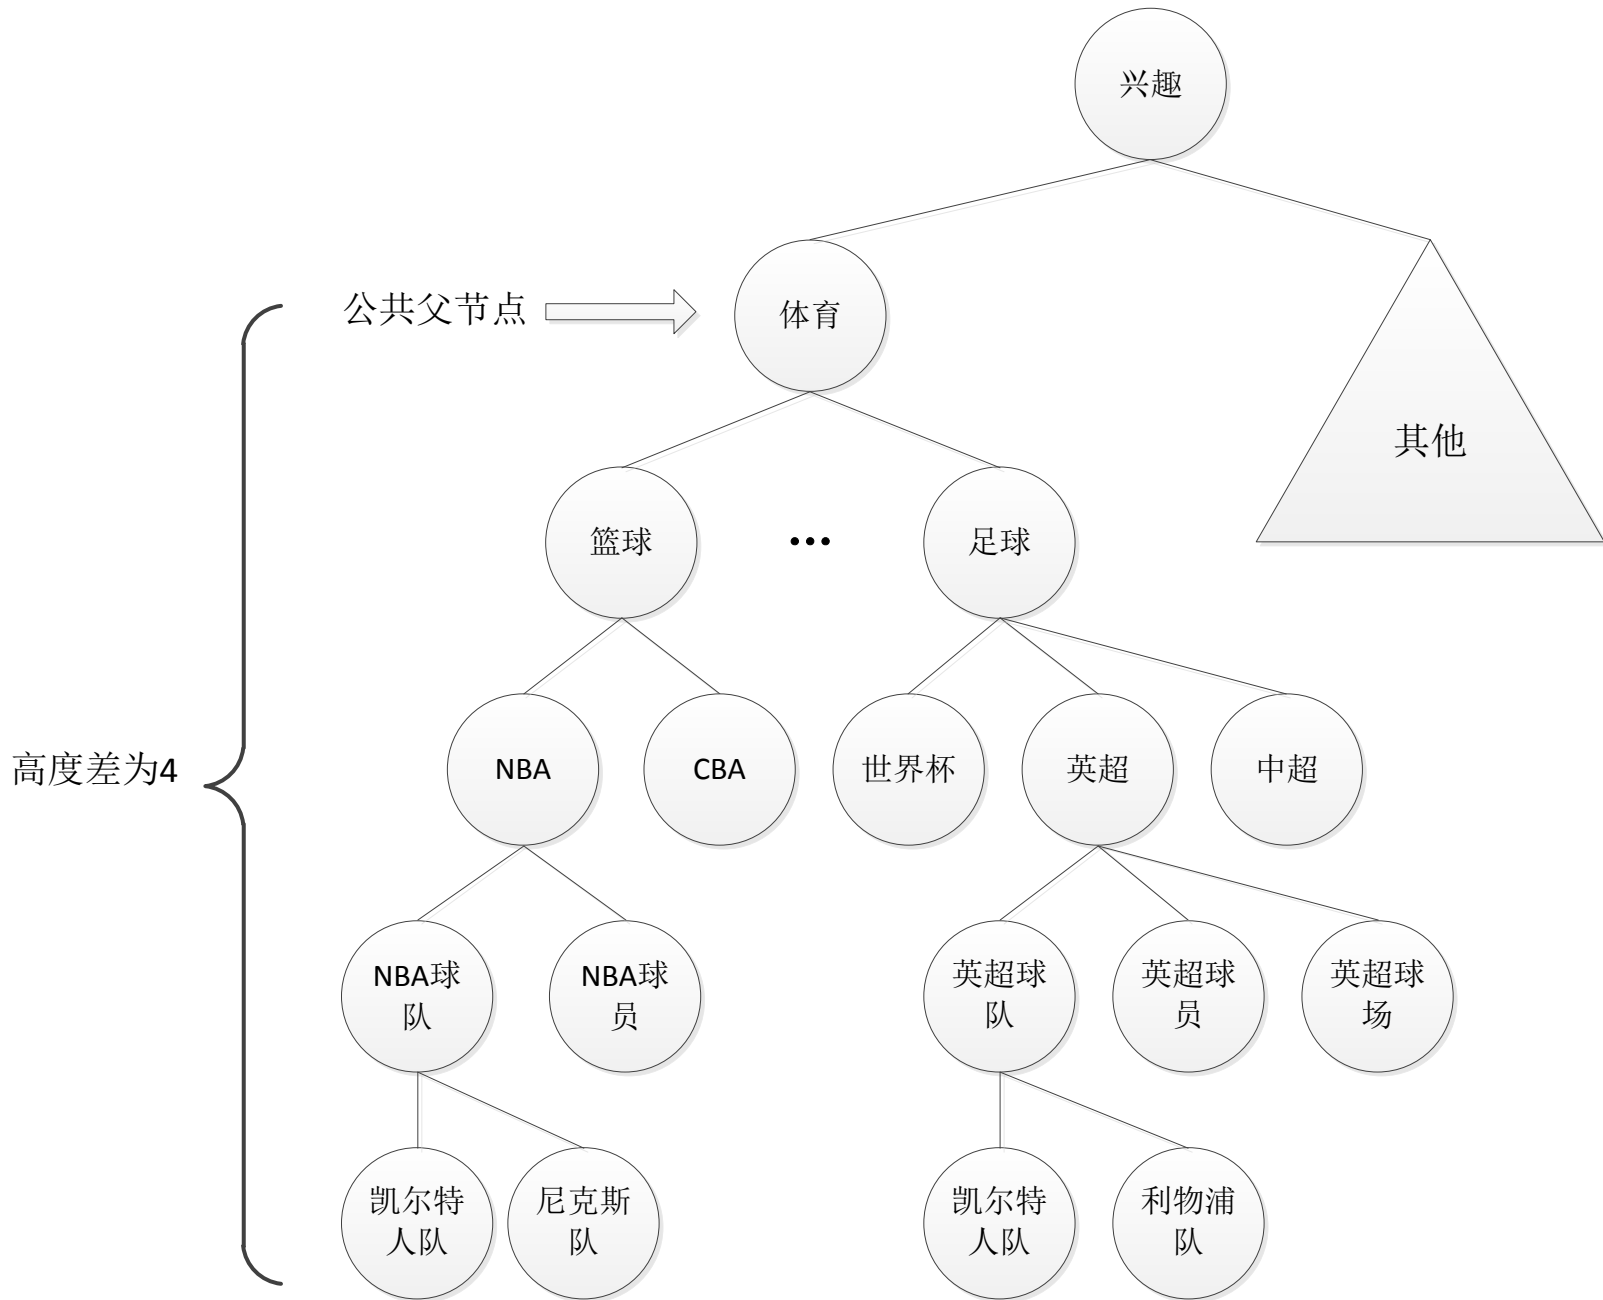 兴趣
公共父节点
体育
其他
篮球
•••
足球
高度差为4
NBA
CBA
世界杯
英超
中超
NBA球
队
NBA球
员
英超球
队
英超球
员
英超球
场
凯尔特
人队
尼克斯
队
凯尔特
人队
利物浦
队